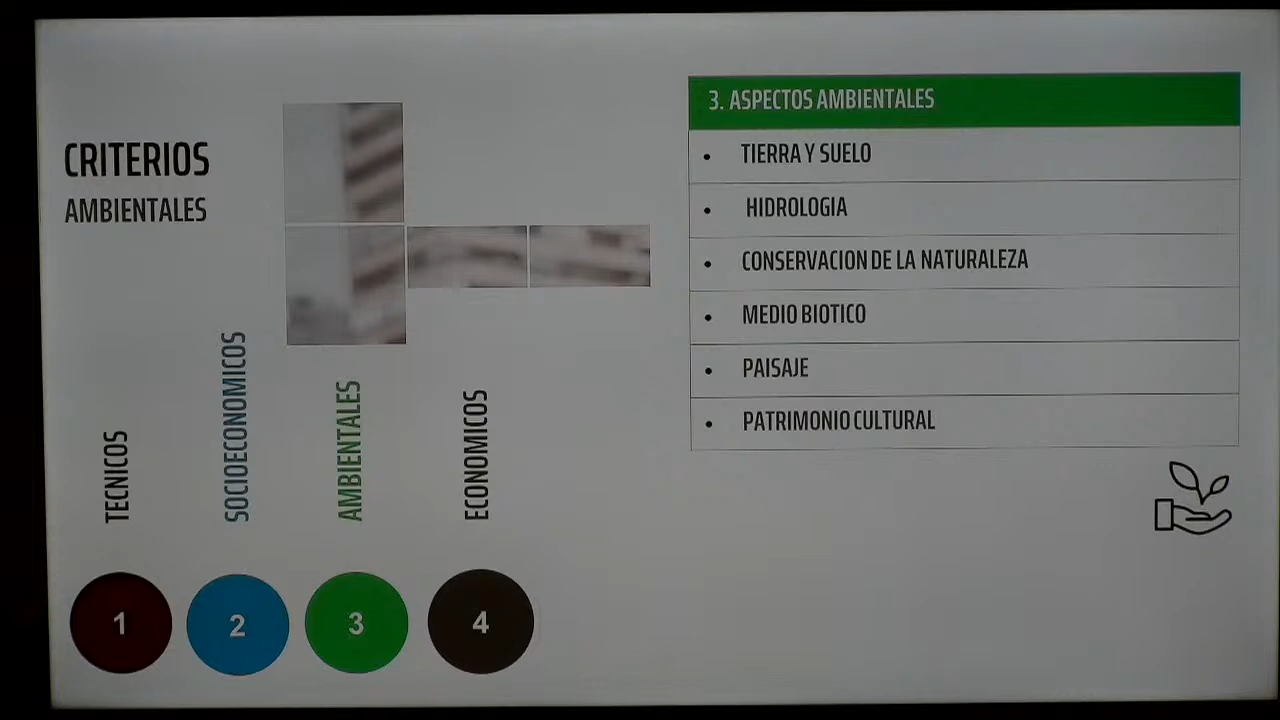 CRITERIOS
AMBIENTALES
3. ASPECTOS AMBIENTALES
• TIERRA Y SUELO
• HIDROLOGIA
• CONSERVACION DE LA NATURALEZA
• MEDIO BIOTICO
• PAISAJE
• PATRIMONIO CULTURAL
TECNICOS
SOCIOECONOMICOS
AMBIENTALES
ECONOMICOS
1
2
3
4